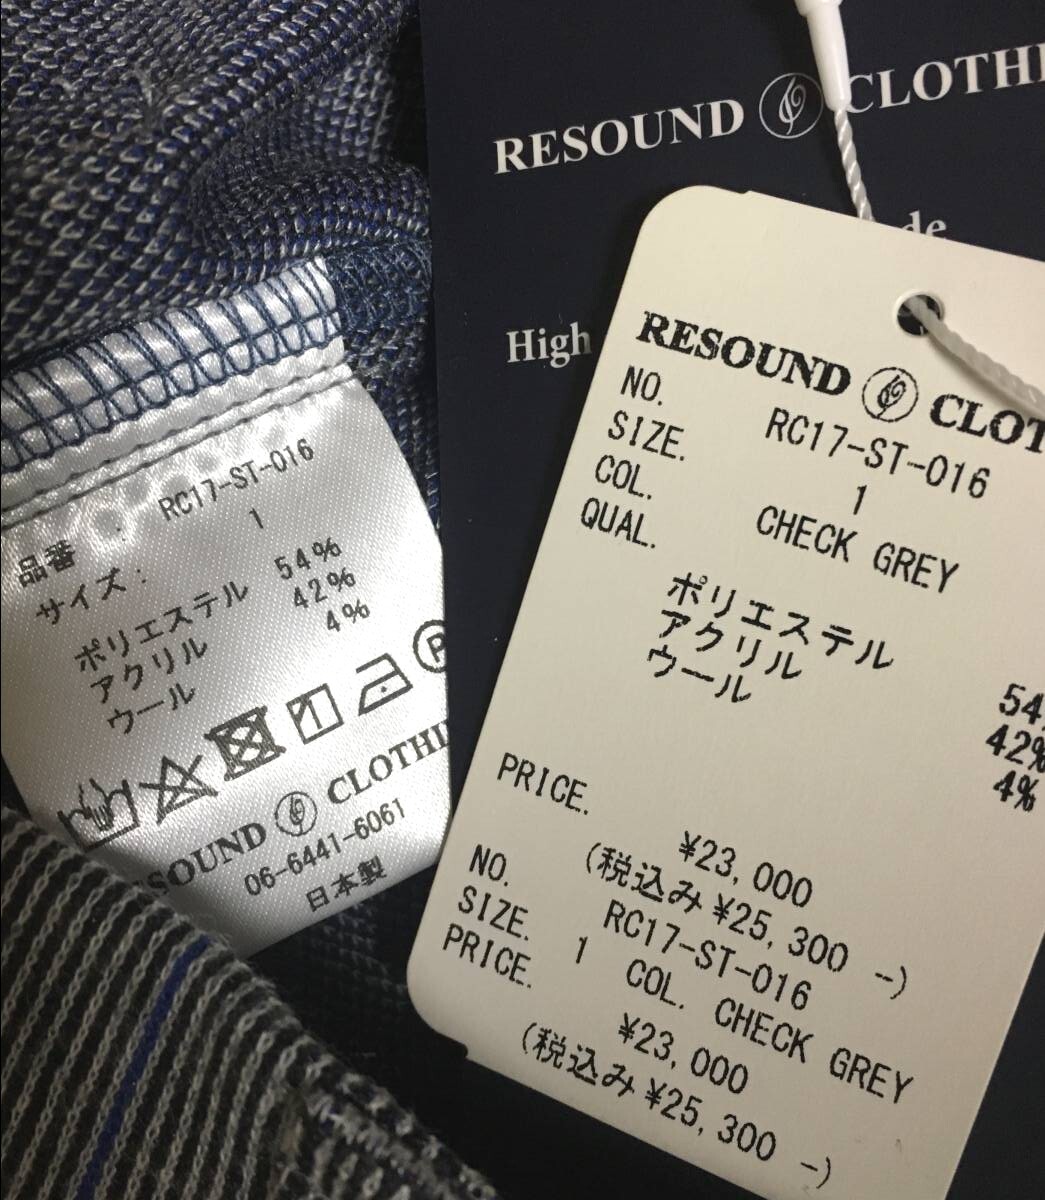 RESOUND CLOTHI
de
High
RESOUND CLOT
NO. RC17-ST-016
SIZE. 1
COL. CHECK GREY
QUAL.
ポリエステル 54
アクリル 42%
ウール 4%
PRICE. ¥23,000
(税込み¥25,300 -)
NO. RC17-ST-016
SIZE. 1 COL. CHECK GREY
PRICE. ¥23,000
(税込み¥25,300 -)
品番 : RC17-ST-016
サイズ : 1
ポリエステル 54%
アクリル 42%
ウール 4%
P
SOUND CLOTHI
06-6441-6061
日本製